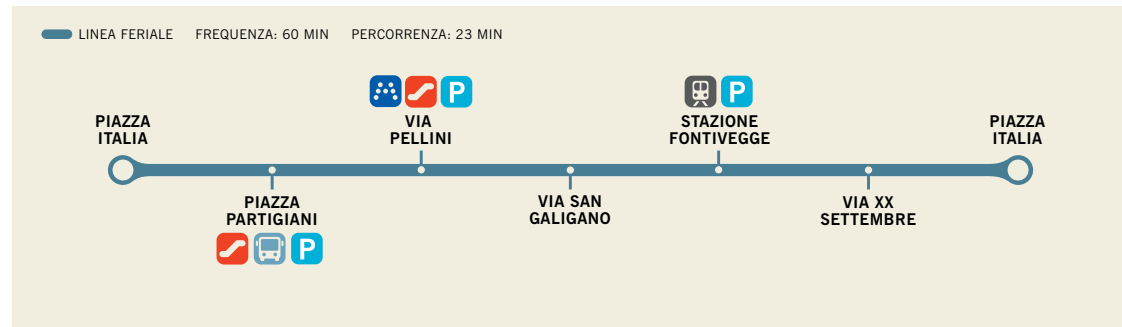 LINEA FERIALE FREQUENZA: 60 MIN PERCORRENZA: 23 MIN
PIAZZA
ITALIA
PIAZZA
PARTIGIANI
P
P
VIA
PELLINI
VIA SAN
GALIGANO
P
STAZIONE
FONTIVEGGE
VIA XX
SETTEMBRE
PIAZZA
ITALIA